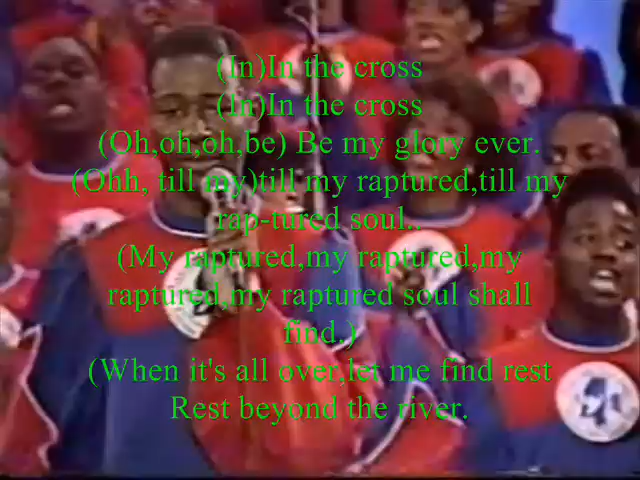 (In)In the cross
(In)In the cross
(Oh,oh,oh,be) Be my glory ever.
(Ohh, till my)till my raptured,till my
rap-tured soul..
(My raptured,my raptured,my
raptured,my raptured soul shall
find.)
(When it's all over,let me find rest
Rest beyond the river.